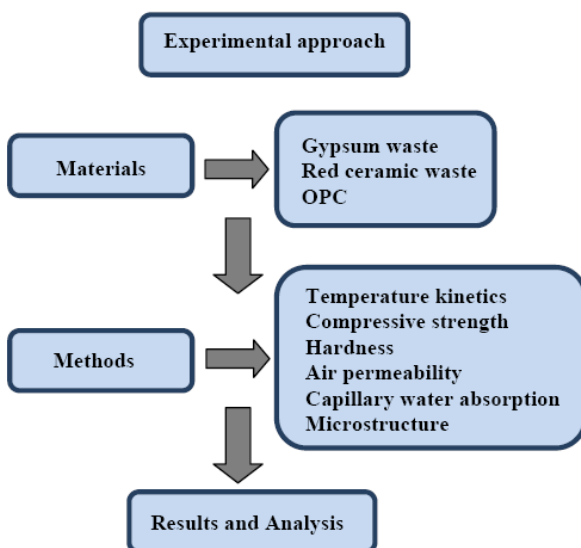 Experimental approach
Materials
Gypsum waste
Red ceramic waste
OPC
Methods
Temperature kinetics
Compressive strength
Hardness
Air permeability
Capillary water absorption
Microstructure
Results and Analysis